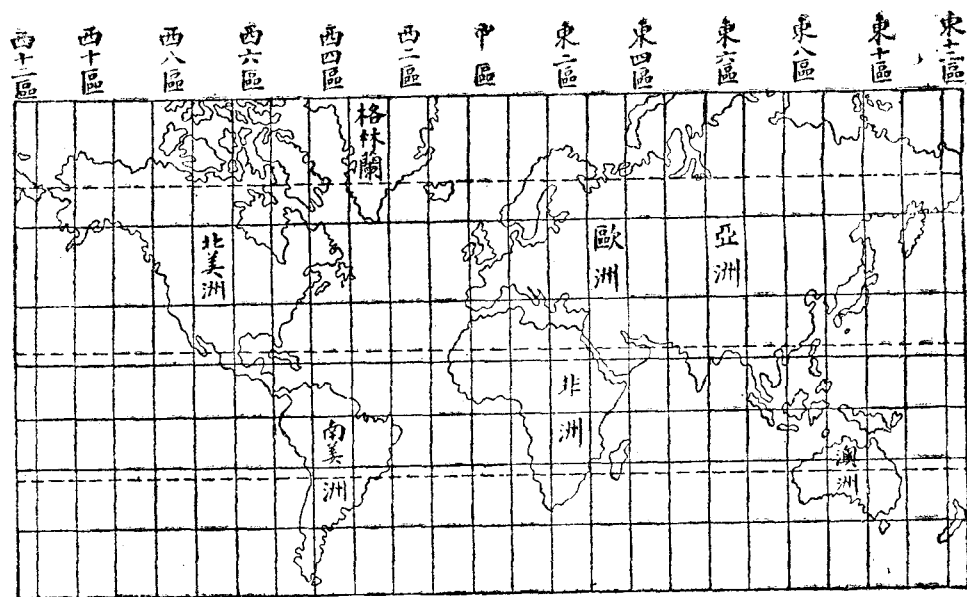 西十二區
西十區
西八區
西六區
西四區
西二區
中區
東二區
東四區
東六區
東八區
東十區
東十二區
格林蘭
北美洲
歐洲
亞洲
非洲
南美洲
澳洲